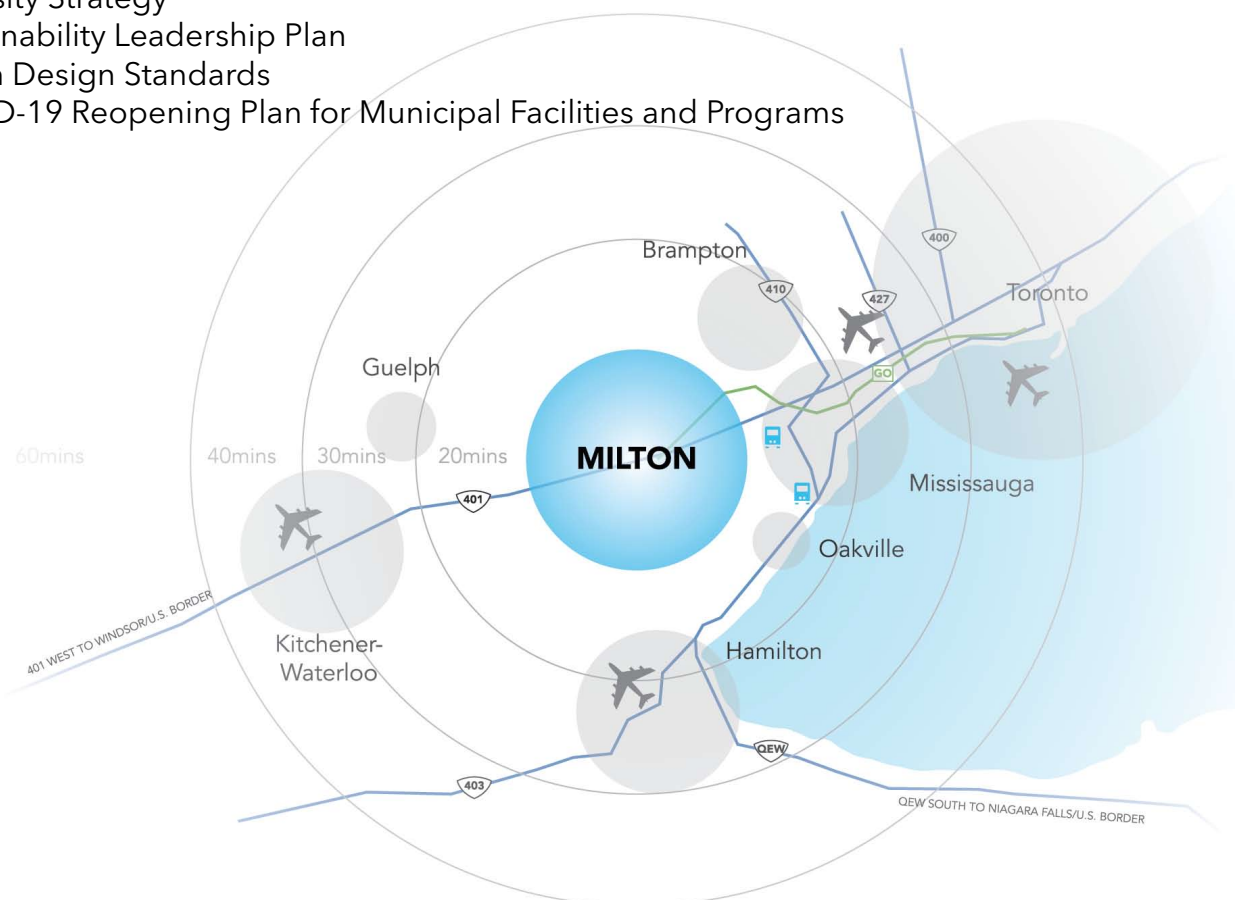 sity Strategy
nability Leadership Plan
Design Standards
D-19 Reopening Plan for Municipal Facilities and Programs
400
Brampton
410
427
Toronto
Guelph
GO
60mins
40mins
30mins
20mins
MILTON
401
Mississauga
Oakville
401 WEST TO WINDSOR/U.S. BORDER
Kitchener-
Waterloo
Hamilton
QEW
403
QEW SOUTH TO NIAGARA FALLS/U.S. BORDER